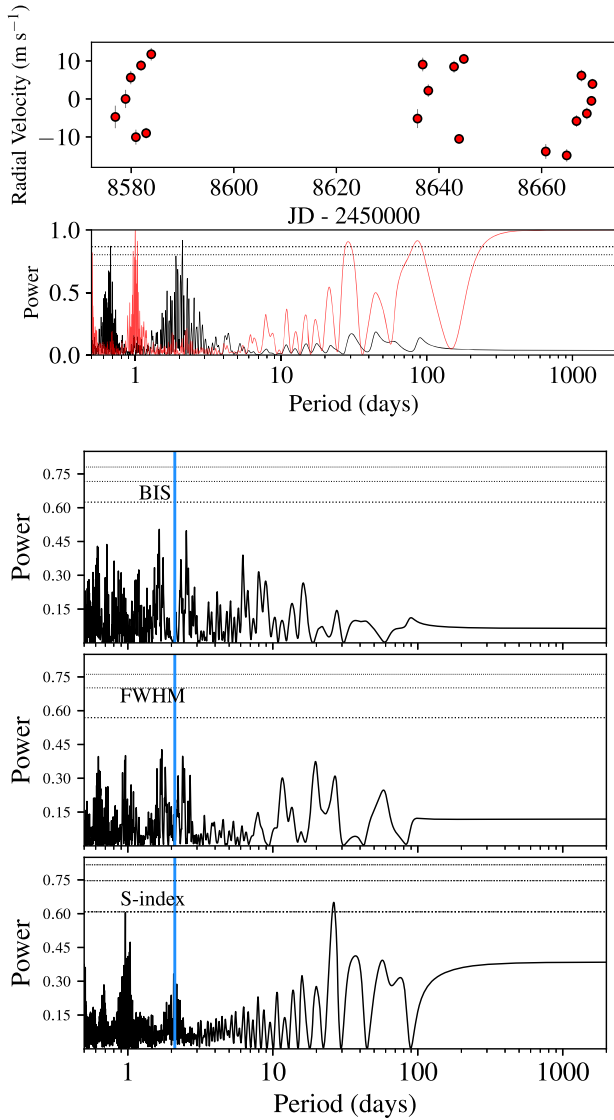 Radial Velocity (m s⁻¹)
10
0
−10
8580 8600 8620 8640 8660
JD - 2450000
Power
1.0
0.5
0.0
1 10 100 1000
Period (days)
Power
0.75
0.60
0.45
0.30
0.15
BIS
Power
0.75
0.60
0.45
0.30
0.15
FWHM
Power
0.75
0.60
0.45
0.30
0.15
S-index
1 10 100 1000
Period (days)